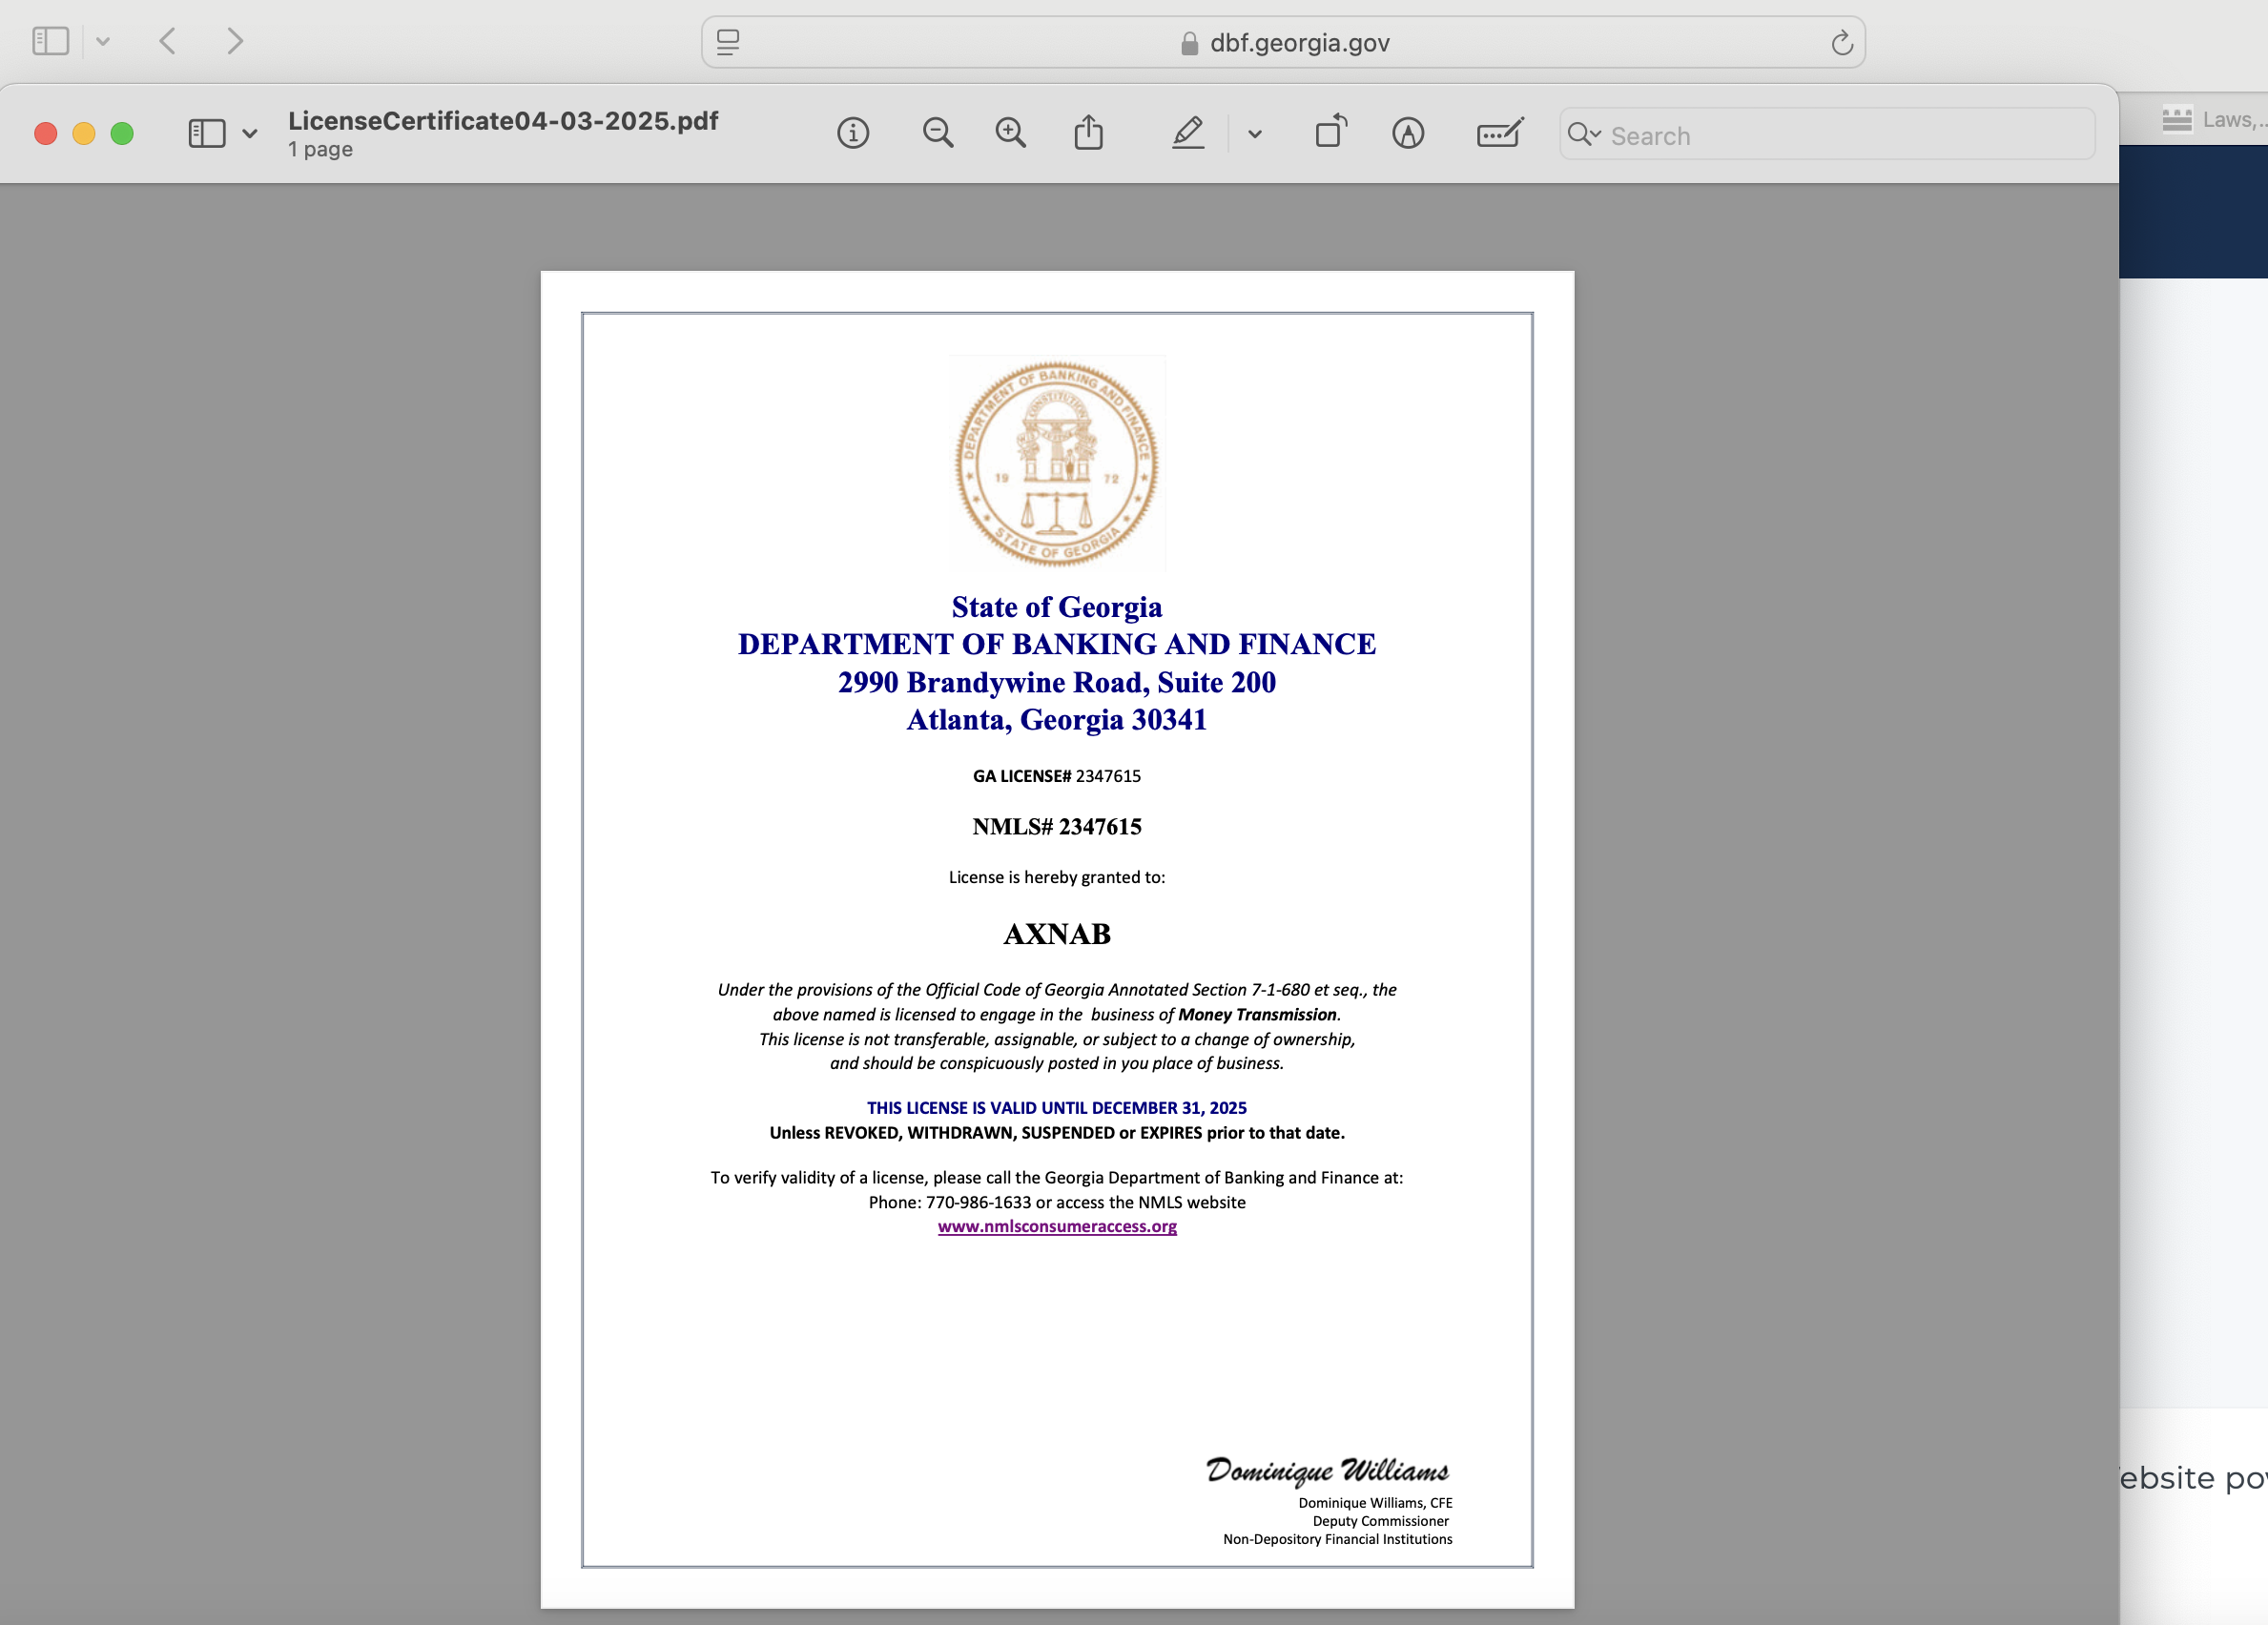 dbf.georgia.gov
LicenseCertificate04-03-2025.pdf
1 page
Search
Laws,...
DEPARTMENT OF BANKING AND FINANCE
CONSTITUTION
19 72
STATE OF GEORGIA
State of Georgia
DEPARTMENT OF BANKING AND FINANCE
2990 Brandywine Road, Suite 200
Atlanta, Georgia 30341
GA LICENSE# 2347615
NMLS# 2347615
License is hereby granted to:
AXNAB
Under the provisions of the Official Code of Georgia Annotated Section 7-1-680 et seq., the
above named is licensed to engage in the business of Money Transmission.
This license is not transferable, assignable, or subject to a change of ownership,
and should be conspicuously posted in you place of business.
THIS LICENSE IS VALID UNTIL DECEMBER 31, 2025
Unless REVOKED, WITHDRAWN, SUSPENDED or EXPIRES prior to that date.
To verify validity of a license, please call the Georgia Department of Banking and Finance at:
Phone: 770-986-1633 or access the NMLS website
www.nmlsconsumeraccess.org
Dominique Williams
Dominique Williams, CFE
Deputy Commissioner
Non-Depository Financial Institutions
ebsite po